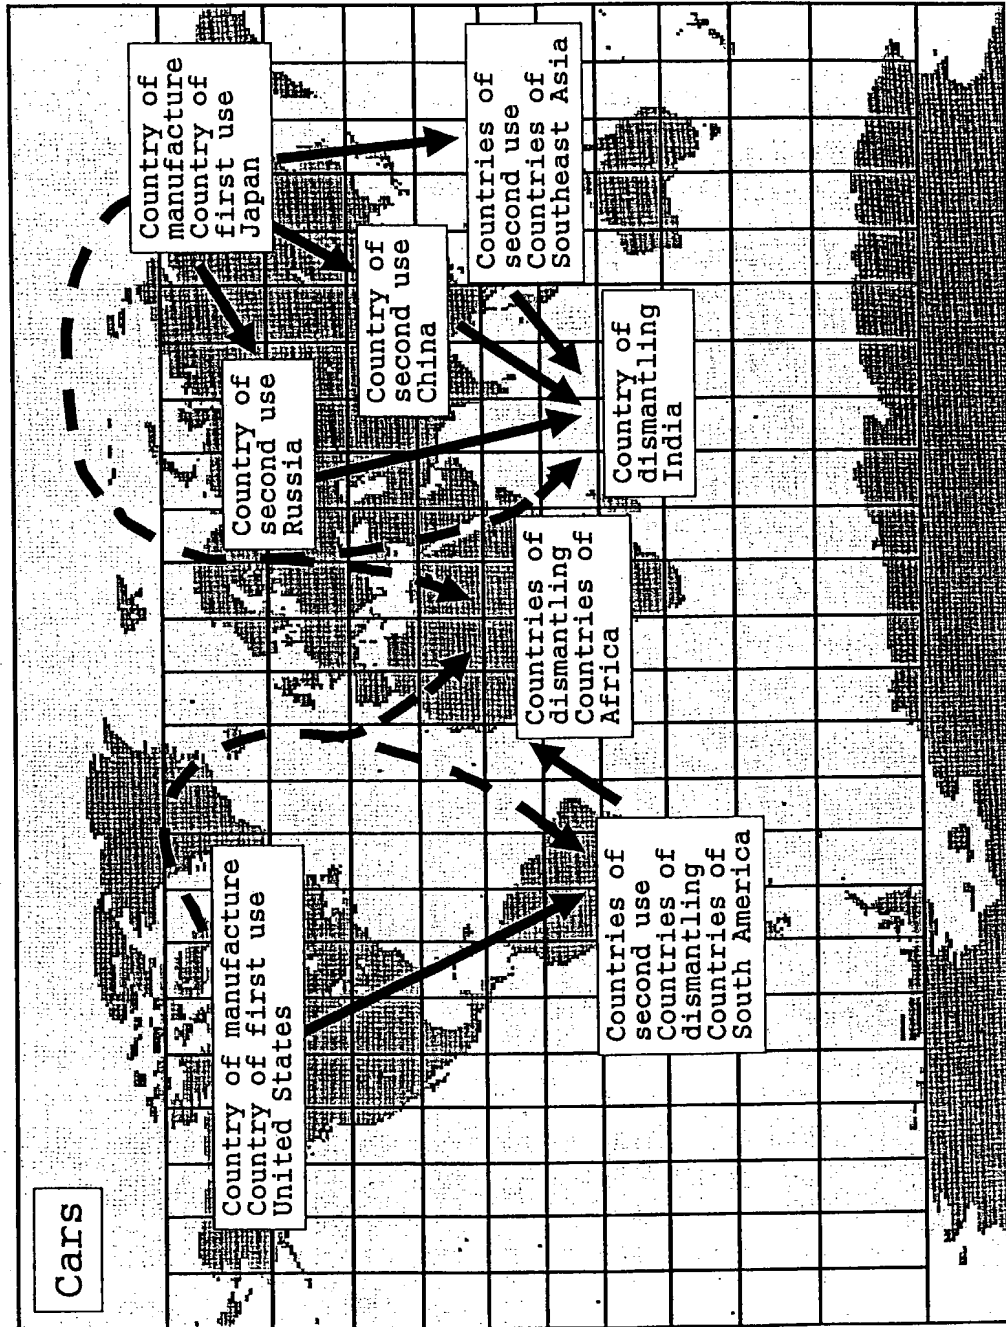 Cars
Country of manufacture
Country of first use
United States
Countries of
second use
Countries of
dismantling
Countries of
South America
Countries of
dismantling
Countries of
Africa
Country of
second use
Russia
Country of
dismantling
India
Country of
second use
China
Country of
manufacture
Country of
first use
Japan
Countries of
second use
Countries of
Southeast Asia